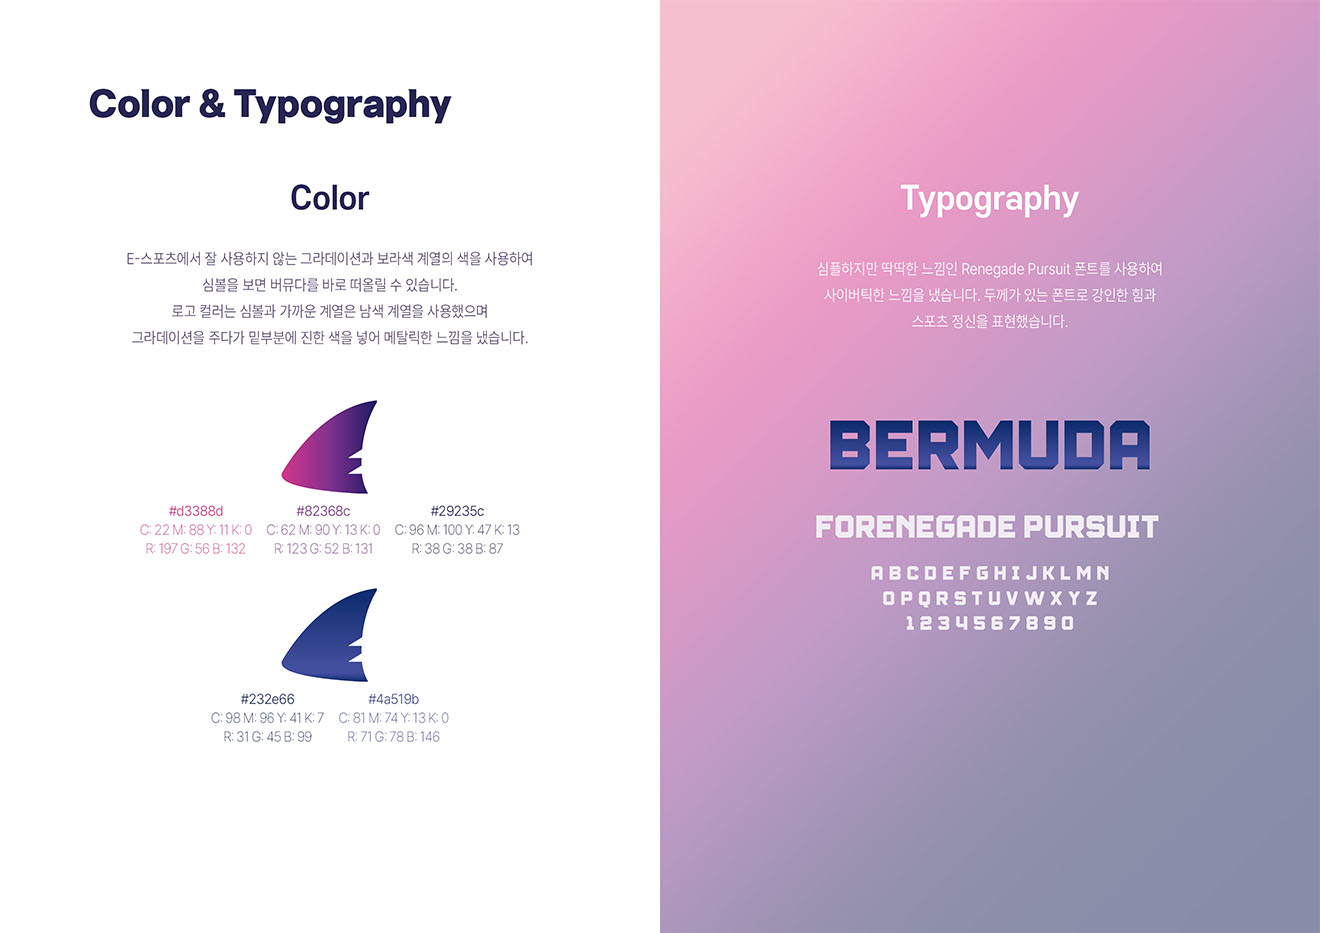 Color & Typography
Color
E-스포츠에서 잘 사용하지 않는 그라데이션과 보라색 계열의 색을 사용하여
심볼을 보면 버뮤다를 바로 떠올릴 수 있습니다.
로고 컬러는 심볼과 가까운 계열은 남색 계열을 사용했으며
그라데이션을 주다가 밑부분에 진한 색을 넣어 메탈릭한 느낌을 냈습니다.
#d3388d
C: 22 M: 88 Y: 11 K: 0
R: 197 G: 56 B: 132
#82368c
C: 62 M: 90 Y: 13 K: 0
R: 123 G: 52 B: 131
#29235c
C: 96 M: 100 Y: 47 K: 13
R: 38 G: 38 B: 87
#232e66
C: 98 M: 96 Y: 41 K: 7
R: 31 G: 45 B: 99
#4a519b
C: 81 M: 74 Y: 13 K: 0
R: 71 G: 78 B: 146
Typography
심플하지만 딱딱한 느낌인 Renegade Pursuit 폰트를 사용하여
사이버틱한 느낌을 냈습니다. 두께가 있는 폰트로 강인한 힘과
스포츠 정신을 표현했습니다.
BERMUDA
FORENEGADE PURSUIT
ABCDEFGHIJKLMN
OPQRSTUVWXYZ
1234567890